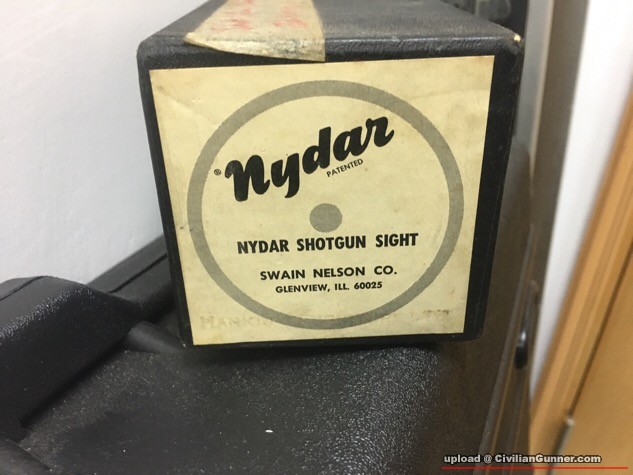 ® Nydar
PATENTED
NYDAR SHOTGUN SIGHT
SWAIN NELSON CO.
GLENVIEW, ILL. 60025
upload @ CivilianGunner.com